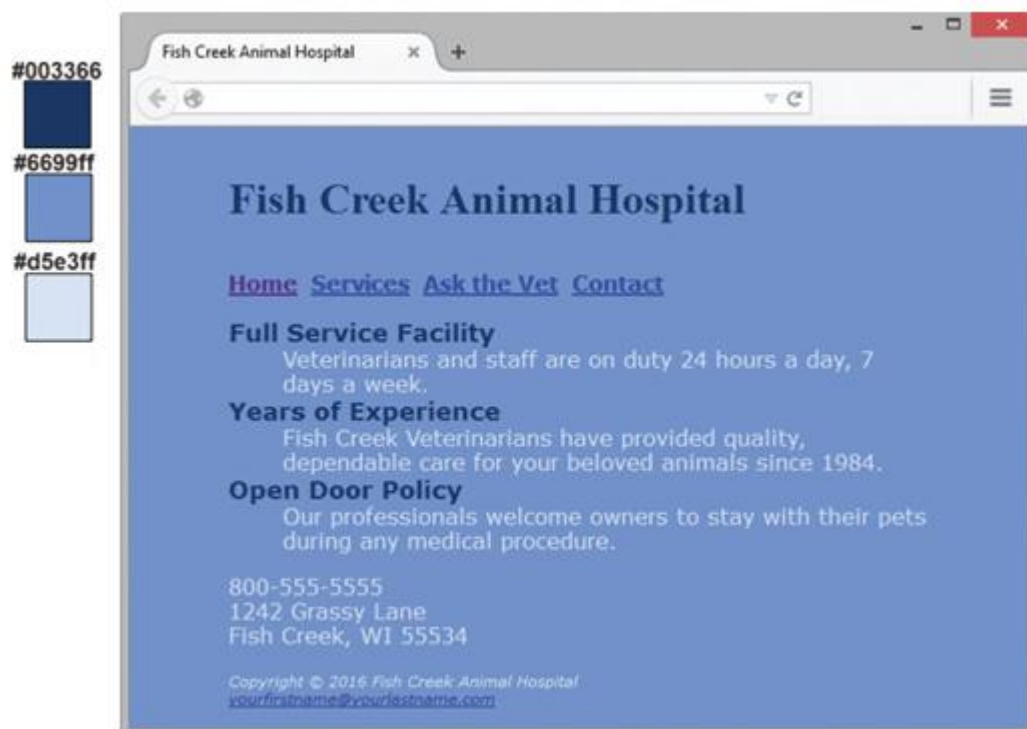 #003366
#6699ff
#d5e3ff
Fish Creek Animal Hospital
Fish Creek Animal Hospital
Home Services Ask the Vet Contact
Full Service Facility
Veterinarians and staff are on duty 24 hours a day, 7
days a week.
Years of Experience
Fish Creek Veterinarians have provided quality,
dependable care for your beloved animals since 1984.
Open Door Policy
Our professionals welcome owners to stay with their pets
during any medical procedure.
800-555-5555
1242 Grassy Lane
Fish Creek, WI 55534
Copyright © 2016 Fish Creek Animal Hospital
yourfirstname@yourlastname.com